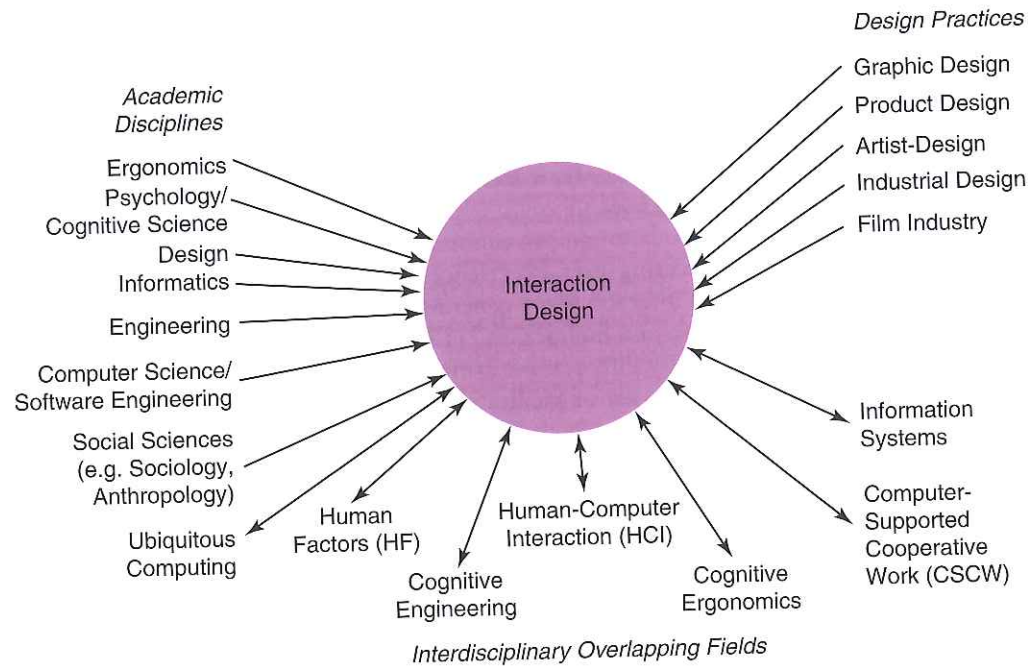 Design Practices
Graphic Design
Product Design
Artist-Design
Industrial Design
Film Industry
Academic
Disciplines
Ergonomics
Psychology/
Cognitive Science
Design
Informatics
Engineering
Computer Science/
Software Engineering
Social Sciences
(e.g. Sociology,
Anthropology)
Ubiquitous
Computing
Interaction
Design
Human
Factors (HF)
Cognitive
Engineering
Human-Computer
Interaction (HCI)
Cognitive
Ergonomics
Information
Systems
Computer-
Supported
Cooperative
Work (CSCW)
Interdisciplinary Overlapping Fields